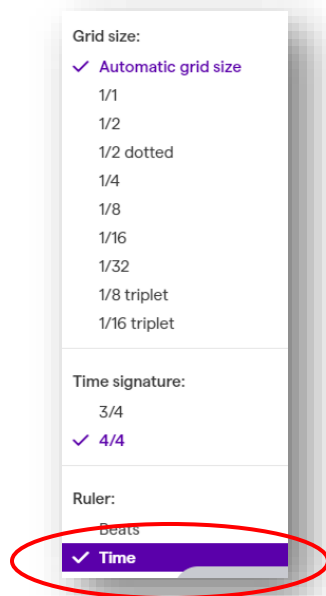 Grid size:
Automatic grid size
1/1
1/2
1/2 dotted
1/4
1/8
1/16
1/32
1/8 triplet
1/16 triplet
Time signature:
3/4
4/4
Ruler:
Beats
Time